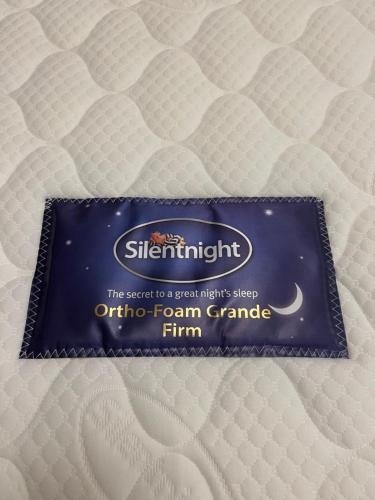 Silentnight
The secret to a great night's sleep
Ortho-Foam Grande
Firm